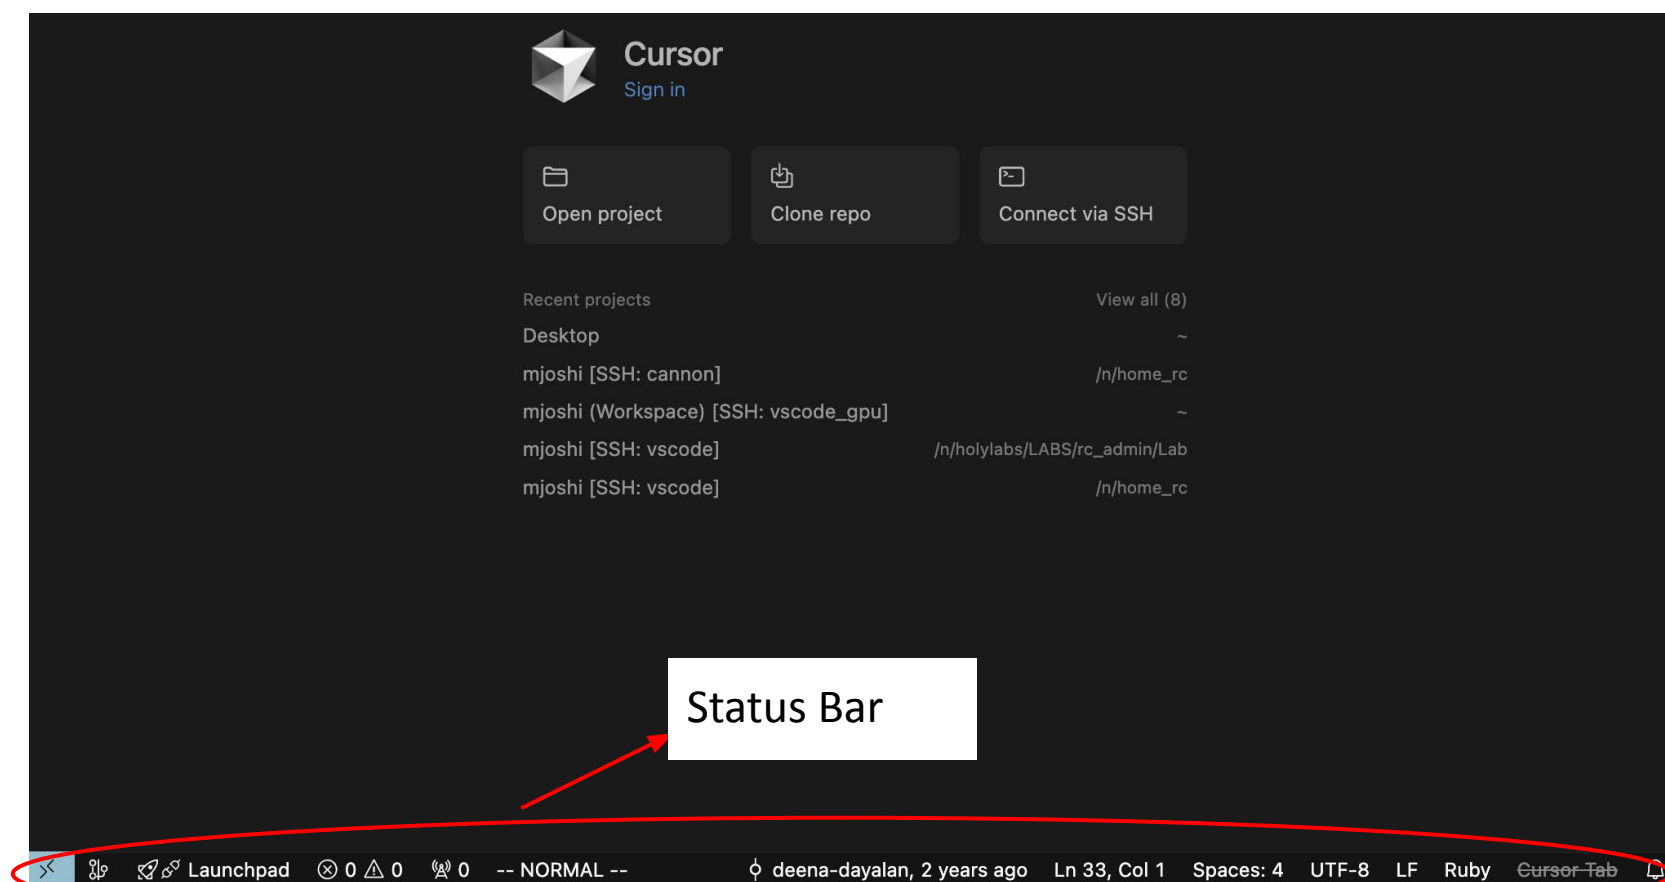 Cursor
Sign in
Open project Clone repo Connect via SSH
Recent projects View all (8)
Desktop ~
mjoshi [SSH: cannon] /n/home_rc
mjoshi (Workspace) [SSH: vscode_gpu] ~
mjoshi [SSH: vscode] /n/holylabs/LABS/rc_admin/Lab
mjoshi [SSH: vscode] /n/home_rc
Status Bar
Launchpad 0 0 0 -- NORMAL -- deena-dayalan, 2 years ago Ln 33, Col 1 Spaces: 4 UTF-8 LF Ruby Cursor Tab